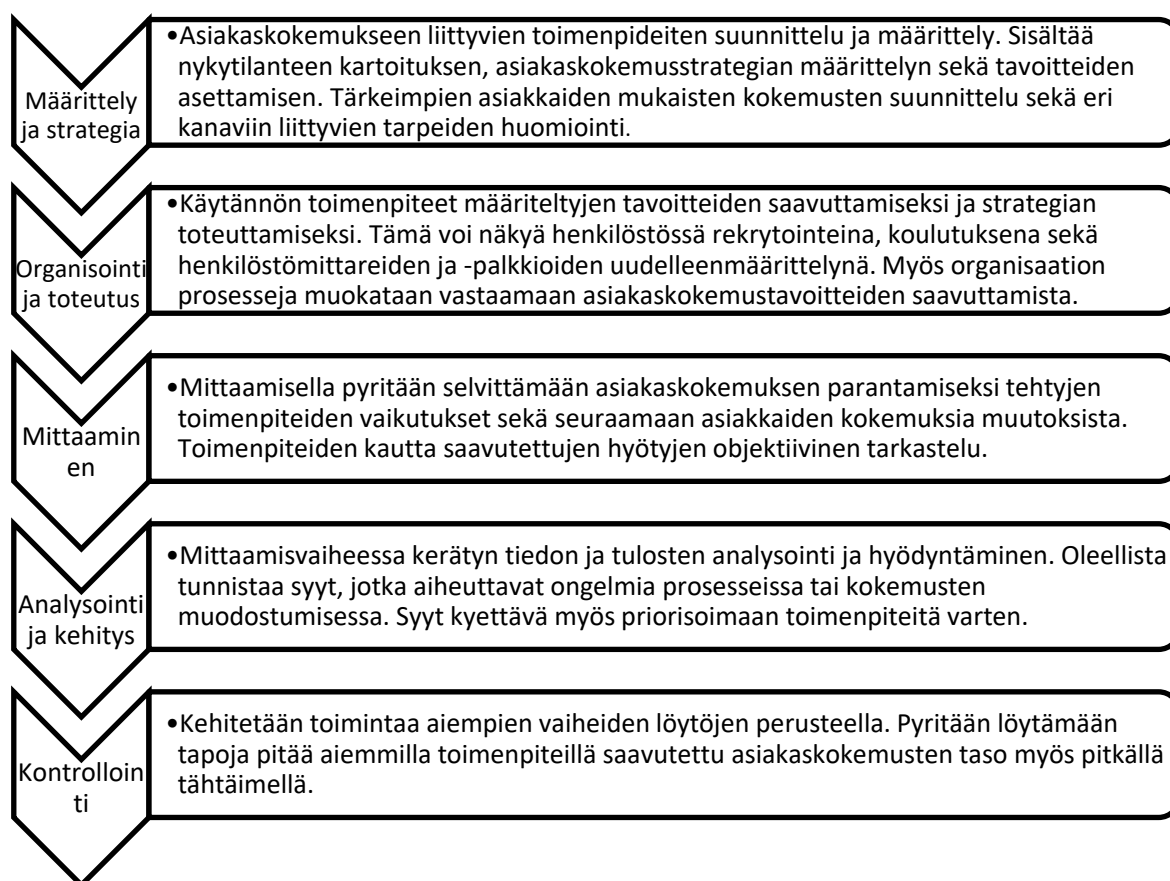 Määrittely
ja strategia
•Asiakaskokemukseen liittyvien toimenpideiten suunnittelu ja määrittely. Sisältää
nykytilanteen kartoituksen, asiakaskokemusstrategian määrittelyn sekä tavoitteiden
asettamisen. Tärkeimpien asiakkaiden mukaisten kokemusten suunnittelu sekä eri
kanaviin liittyvien tarpeiden huomiointi.
Organisointi
ja toteutus
•Käytännön toimenpiteet määriteltyjen tavoitteiden saavuttamiseksi ja strategian
toteuttamiseksi. Tämä voi näkyä henkilöstössä rekrytointeina, koulutuksena sekä
henkilöstömittareiden ja -palkkioiden uudelleenmäärittelynä. Myös organisaation
prosesseja muokataan vastaamaan asiakaskokemustavoitteiden saavuttamista.
Mittaamin
en
•Mittaamisella pyritään selvittämään asiakaskokemuksen parantamiseksi tehtyjen
toimenpiteiden vaikutukset sekä seuraamaan asiakkaiden kokemuksia muutoksista.
Toimenpiteiden kautta saavutettujen hyötyjen objektiivinen tarkastelu.
Analysointi
ja kehitys
•Mittaamisvaiheessa kerätyn tiedon ja tulosten analysointi ja hyödyntäminen. Oleellista
tunnistaa syyt, jotka aiheuttavat ongelmia prosesseissa tai kokemusten
muodostumisessa. Syyt kyettävä myös priorisoimaan toimenpiteitä varten.
Kontrolloin
ti
•Kehitetään toimintaa aiempien vaiheiden löytöjen perusteella. Pyritään löytämään
tapoja pitää aiemmilla toimenpiteillä saavutettu asiakaskokemusten taso myös pitkällä
tähtäimellä.